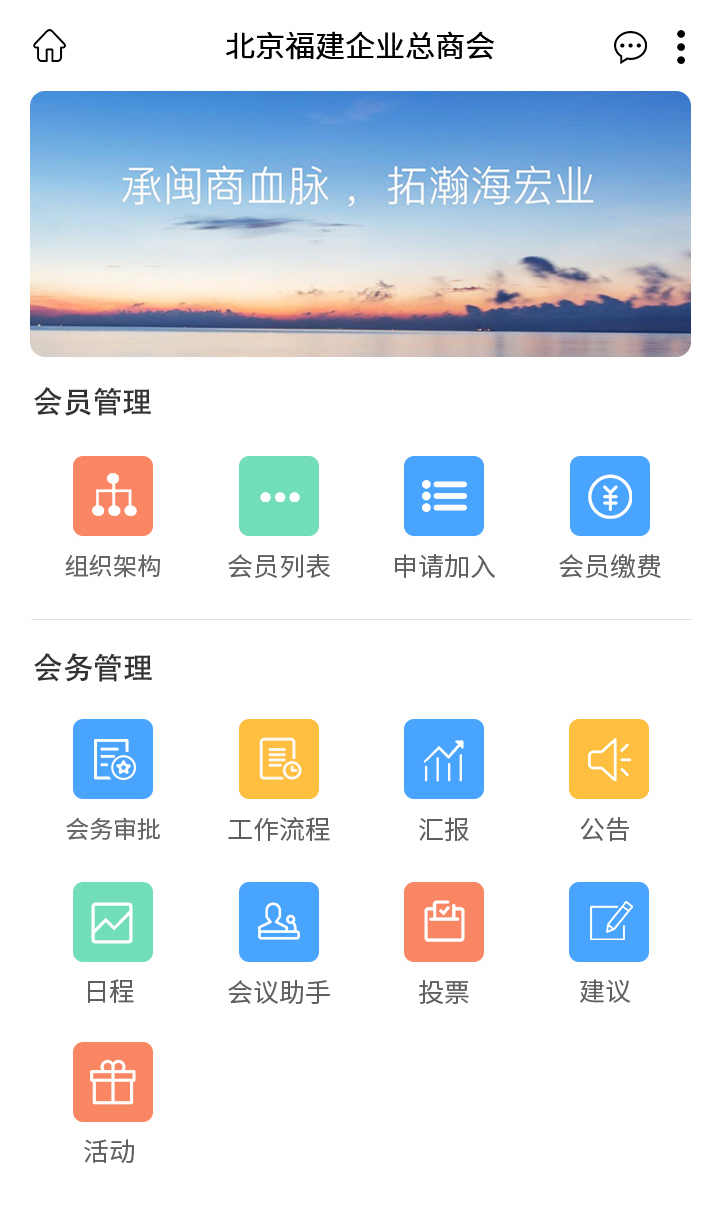 北京福建企业总商会
承闽商血脉，拓瀚海宏业
会员管理
组织架构 会员列表 申请加入 会员缴费
会务管理
会务审批 工作流程 汇报 公告
日程 会议助手 投票 建议
活动